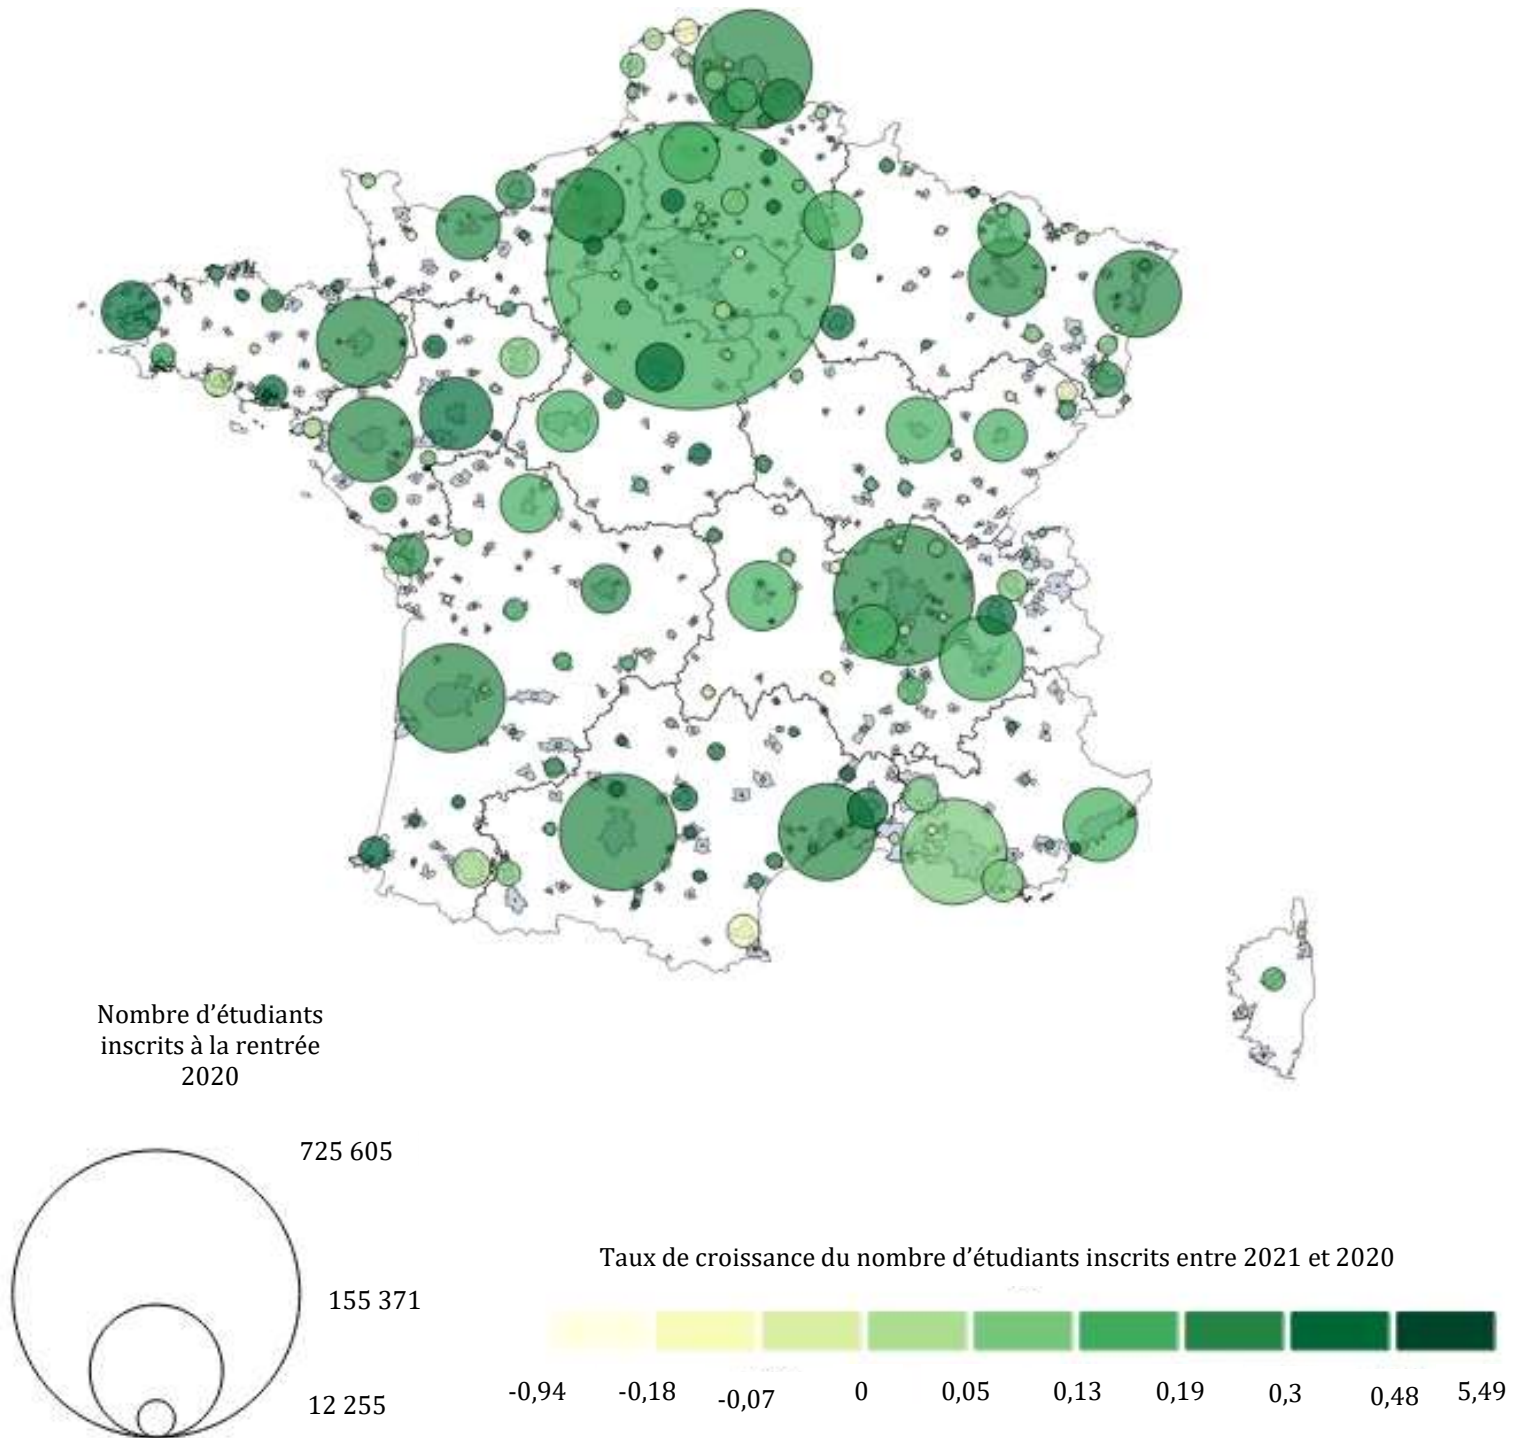 Nombre d’étudiants
inscrits à la rentrée
2020
725 605
155 371
12 255
Taux de croissance du nombre d’étudiants inscrits entre 2021 et 2020
-0,94 -0,18 -0,07 0 0,05 0,13 0,19 0,3 0,48 5,49